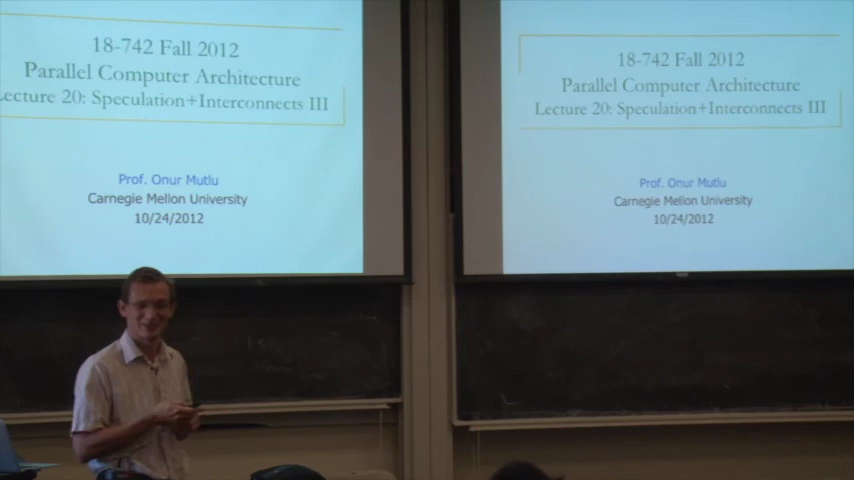 18-742 Fall 2012
Parallel Computer Architecture
Lecture 20: Speculation+Interconnects III
Prof. Onur Mutlu
Carnegie Mellon University
10/24/2012
18-742 Fall 2012
Parallel Computer Architecture
Lecture 20: Speculation+Interconnects III
Prof. Onur Mutlu
Carnegie Mellon University
10/24/2012